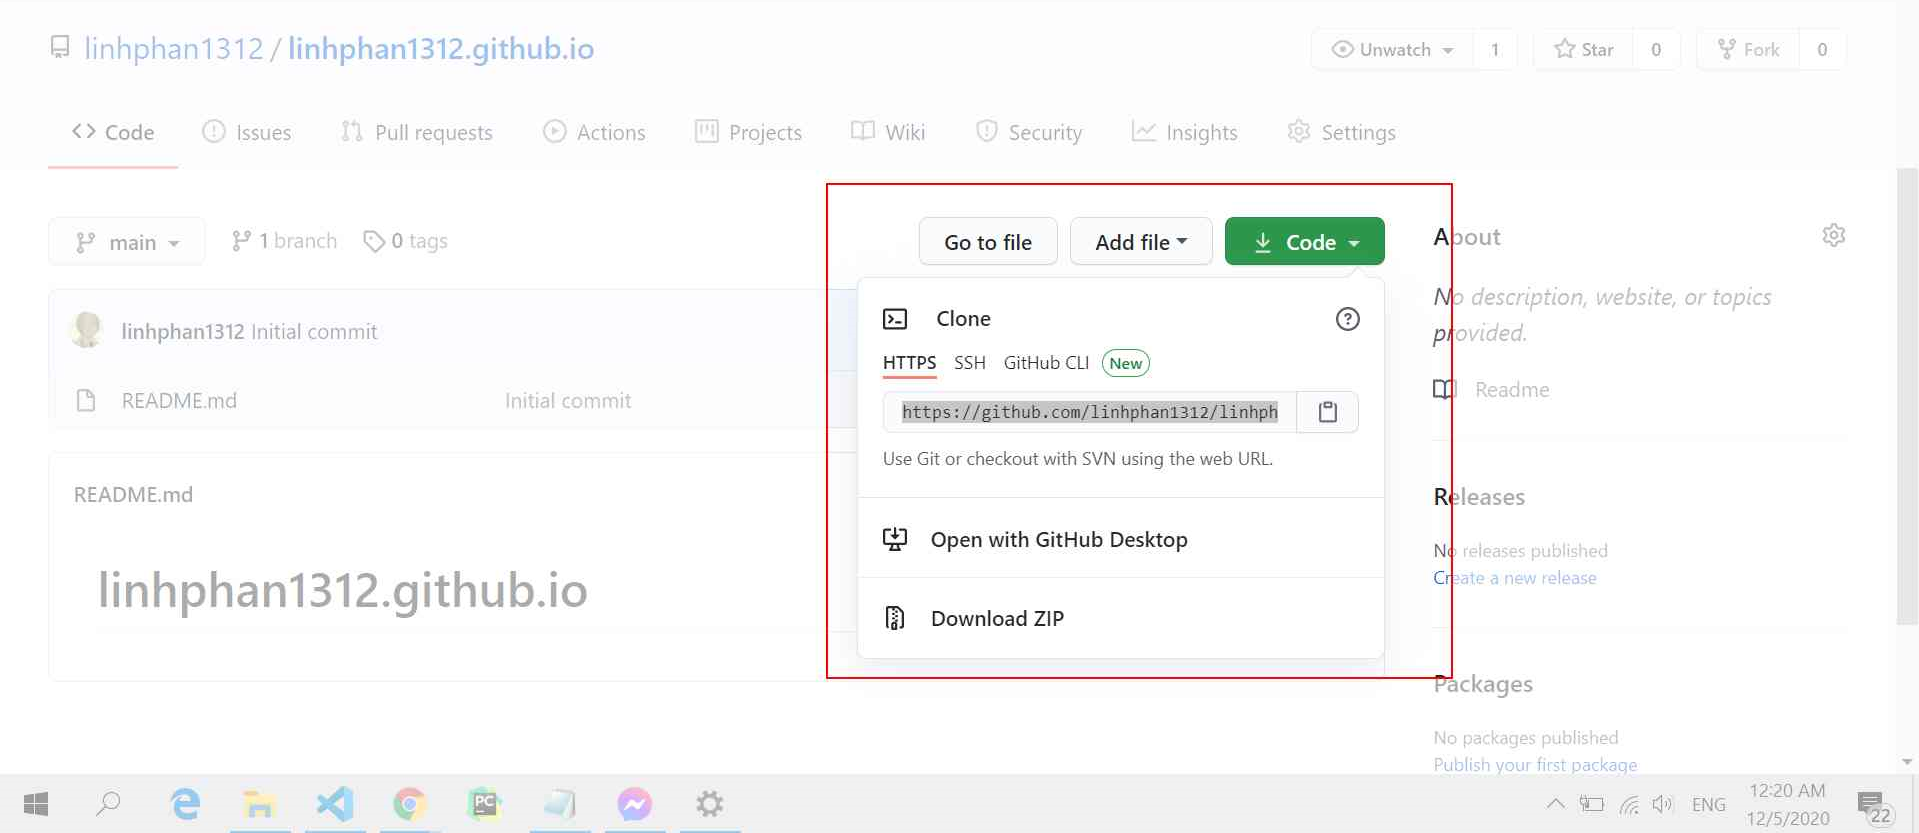 linhphan1312 / linhphan1312.github.io
Unwatch 1 Star 0 Fork 0
Code Issues Pull requests Actions Projects Wiki Security Insights Settings
main 1 branch 0 tags
Go to file Add file Code
linhphan1312 Initial commit
README.md Initial commit
README.md
linhphan1312.github.io
Clone
HTTPS SSH GitHub CLI New
https://github.com/linhphan1312/linhph
Use Git or checkout with SVN using the web URL.
Open with GitHub Desktop
Download ZIP
About
No description, website, or topics
provided.
Readme
Releases
No releases published
Create a new release
Packages
No packages published
Publish your first package
PC
ENG
12:20 AM
12/5/2020
22